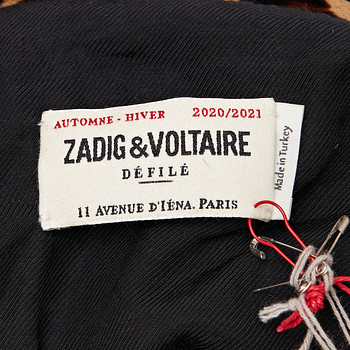 AUTOMNE - HIVER 2020/2021
ZADIG & VOLTAIRE
DÉFILÉ
11 AVENUE D'IÉNA. PARIS
Made in Turkey